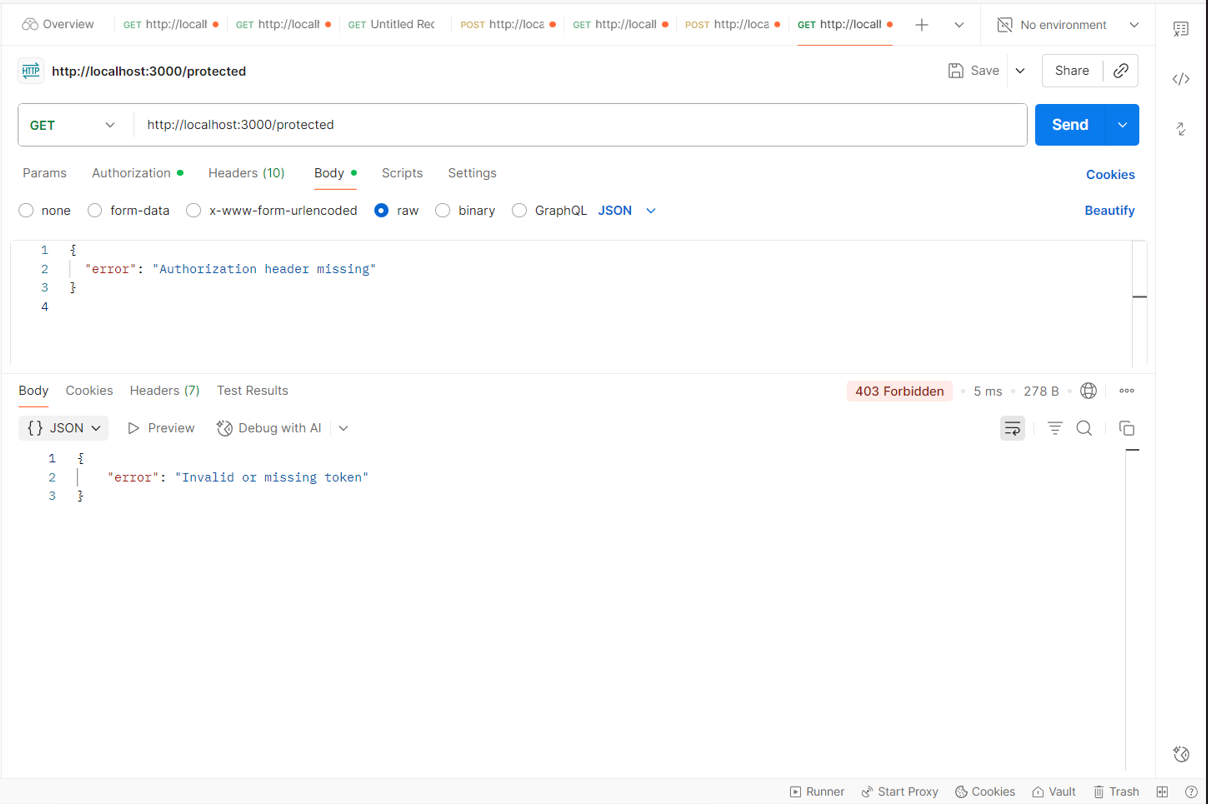 Overview GET http://locall GET http://locall GET Untitled Rec POST http://loca GET http://locall POST http://loca GET http://locall No environment
HTTP http://localhost:3000/protected Save Share
GET http://localhost:3000/protected Send
Params Authorization Headers (10) Body Scripts Settings Cookies
none form-data x-www-form-urlencoded raw binary GraphQL JSON Beautify
1 {
2 "error": "Authorization header missing"
3 }
4
Body Cookies Headers (7) Test Results 403 Forbidden • 5 ms • 278 B •
{} JSON Preview Debug with AI
1 {
2 "error": "Invalid or missing token"
3 }
Runner Start Proxy Cookies Vault Trash